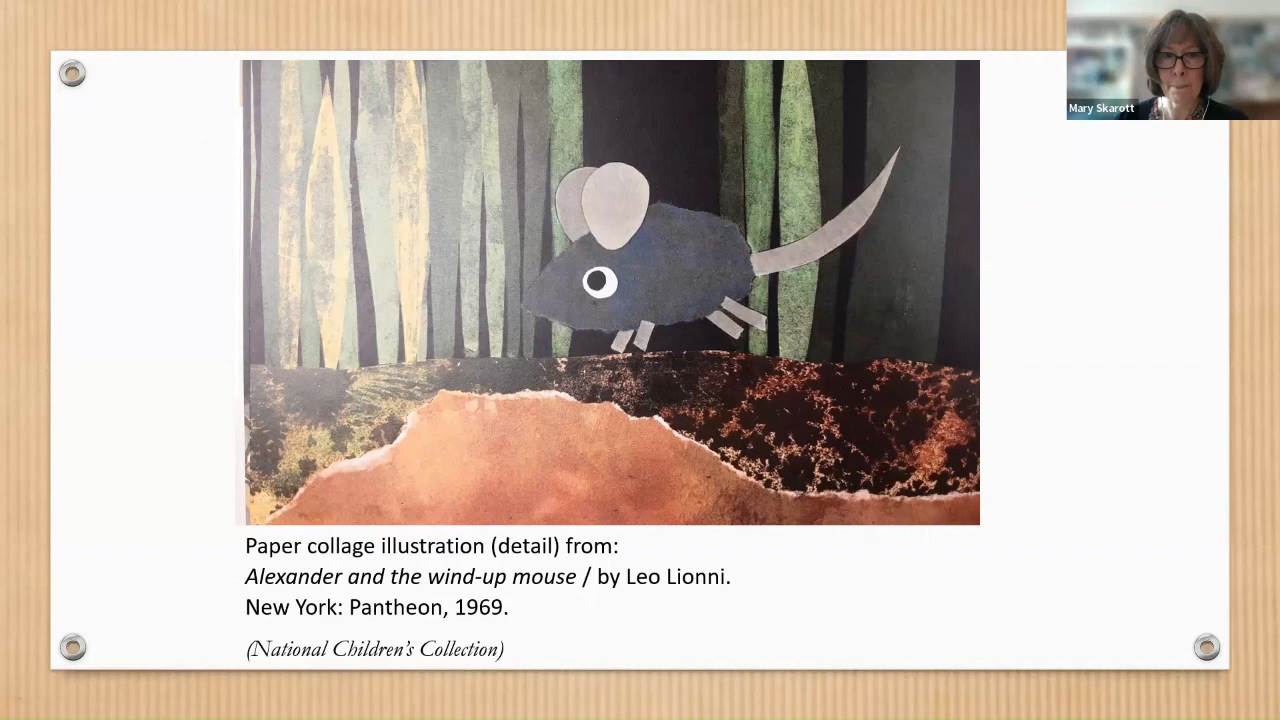 Mary Skarott
Paper collage illustration (detail) from:
Alexander and the wind-up mouse / by Leo Lionni.
New York: Pantheon, 1969.
(National Children's Collection)